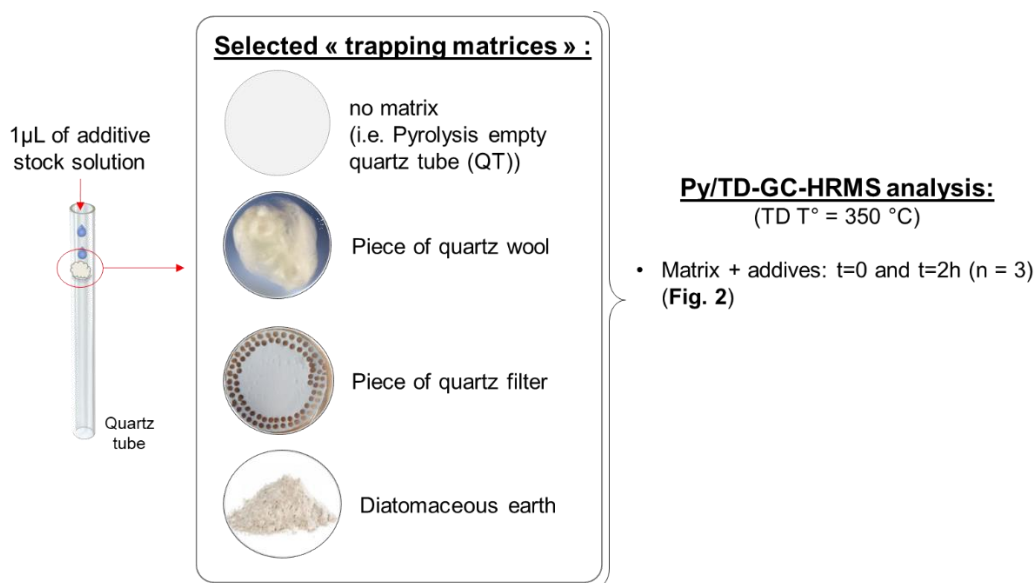 1µL of additive
stock solution
Quartz
tube
Selected « trapping matrices » :
no matrix
(i.e. Pyrolysis empty
quartz tube (QT))
Piece of quartz wool
Piece of quartz filter
Diatomaceous earth
Py/TD-GC-HRMS analysis:
(TD T° = 350 °C)
• Matrix + addives: t=0 and t=2h (n = 3)
(Fig. 2)